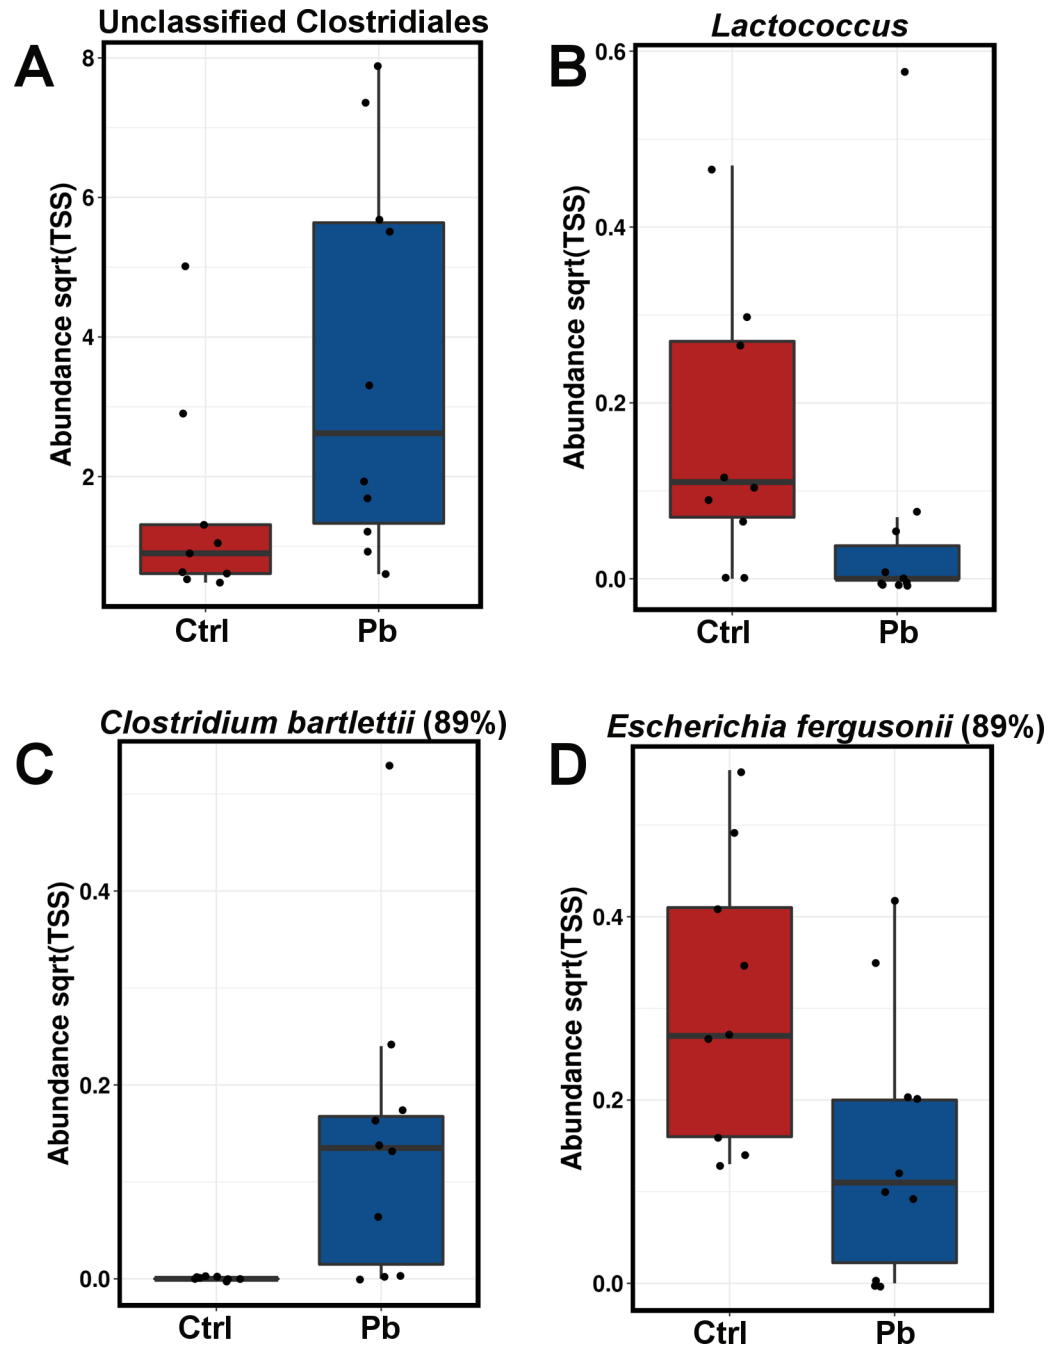 Unclassified Clostridiales
A
Abundance sqrt(TSS)
8
6
4
2
Ctrl
Pb
Lactococcus
B
Abundance sqrt(TSS)
0.6
0.4
0.2
0.0
Ctrl
Pb
Clostridium bartlettii (89%)
C
Abundance sqrt(TSS)
0.4
0.2
0.0
Ctrl
Pb
Escherichia fergusonii (89%)
D
Abundance sqrt(TSS)
0.4
0.2
0.0
Ctrl
Pb